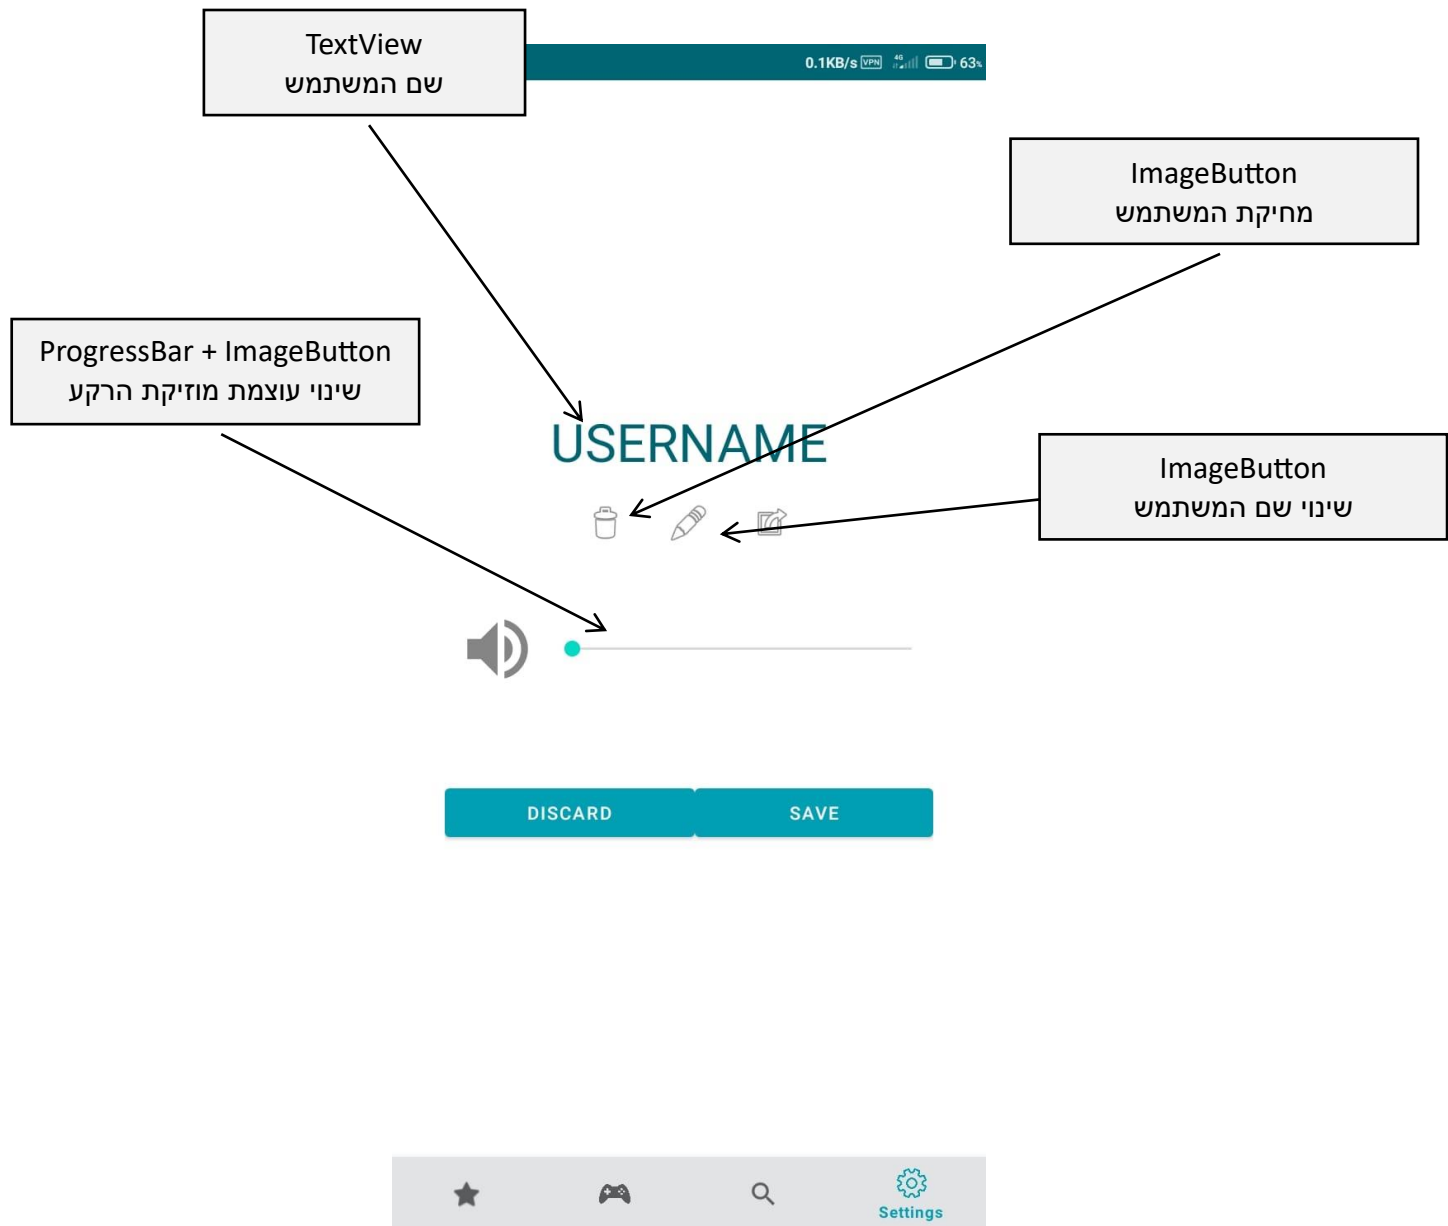 TextView
שם המשתמש
0.1KB/s VPN 4G 63%
ImageButton
מחיקת המשתמש
ProgressBar + ImageButton
שינוי עוצמת מוזיקת הרקע
USERNAME
ImageButton
שינוי שם המשתמש
DISCARD SAVE
Settings